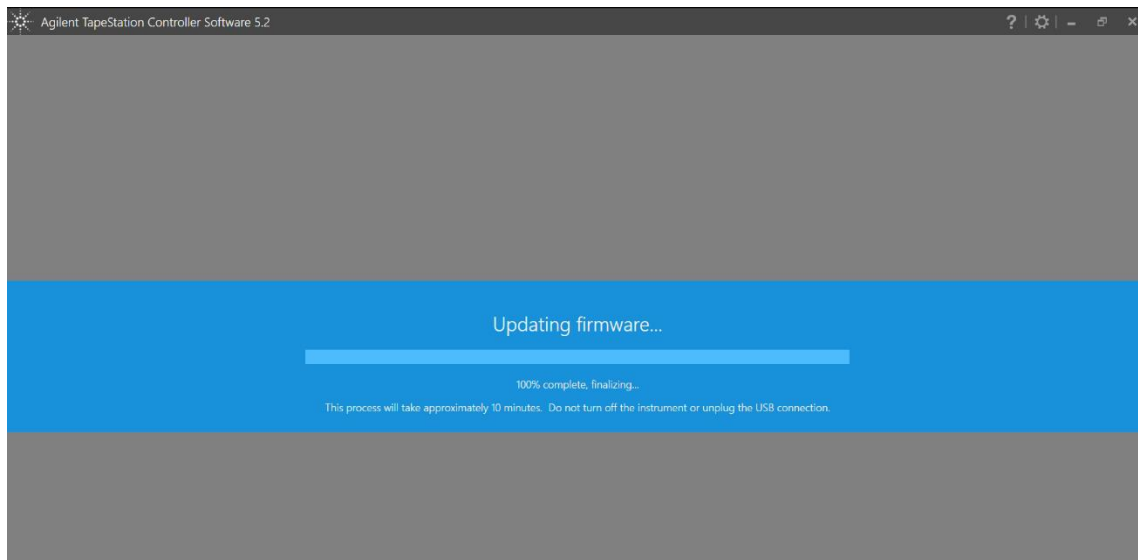 Agilent TapeStation Controller Software 5.2
Updating firmware...
100% complete, finalizing...
This process will take approximately 10 minutes. Do not turn off the instrument or unplug the USB connection.